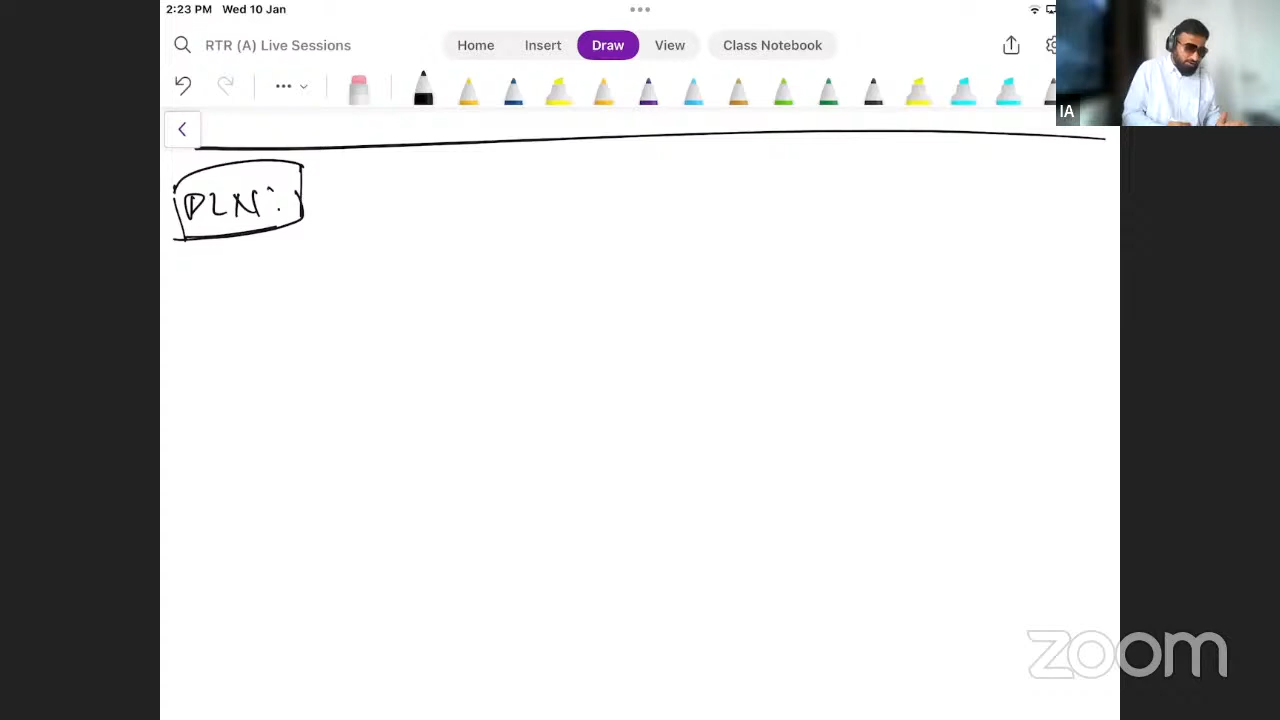 2:23 PM Wed 10 Jan
RTR (A) Live Sessions
Home Insert Draw View Class Notebook
IA
PLN:
zoom